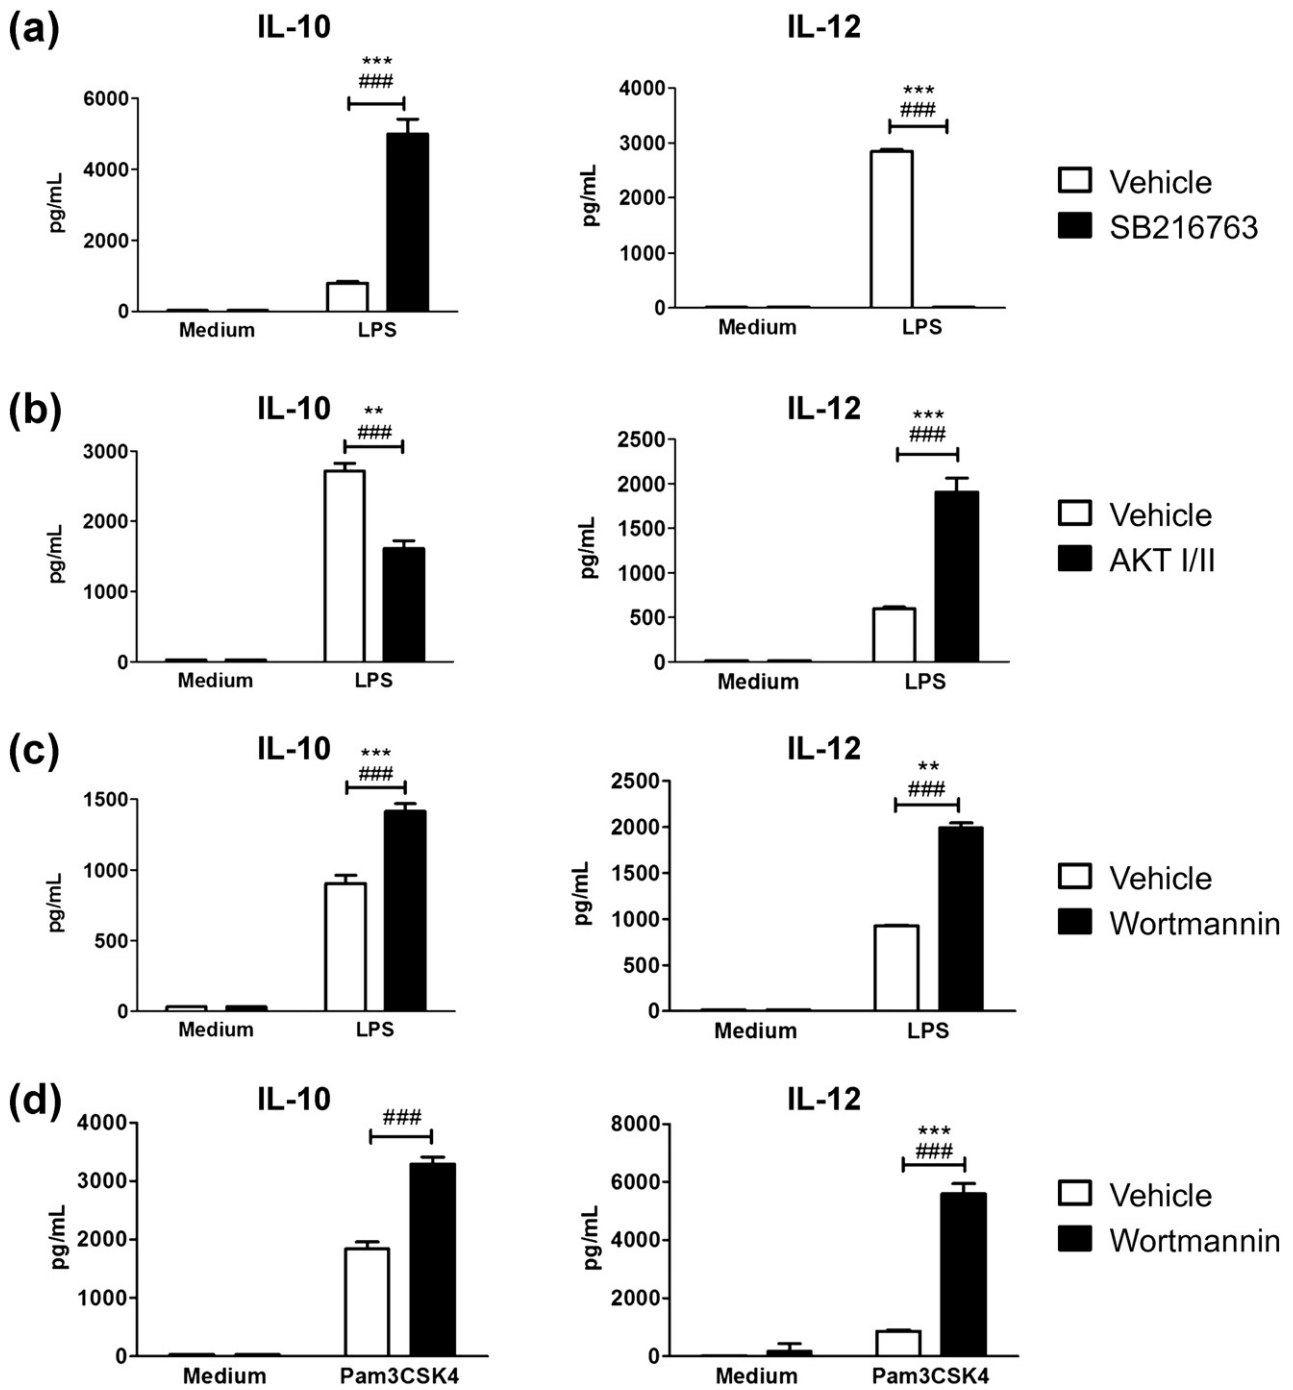 (a)
IL-10
IL-12
***
###
6000
4000
2000
0
pg/mL
Medium
LPS
***
###
4000
3000
2000
1000
0
pg/mL
Medium
LPS
Vehicle
SB216763
(b)
IL-10
IL-12
**
###
3000
2000
1000
0
pg/mL
Medium
LPS
***
###
2500
2000
1500
1000
500
0
pg/mL
Medium
LPS
Vehicle
AKT I/II
(c)
IL-10
IL-12
***
###
1500
1000
500
0
pg/mL
Medium
LPS
**
###
2500
2000
1500
1000
500
0
pg/mL
Medium
LPS
Vehicle
Wortmannin
(d)
IL-10
IL-12
###
4000
3000
2000
1000
0
pg/mL
Medium
Pam3CSK4
***
###
8000
6000
4000
2000
0
pg/mL
Medium
Pam3CSK4
Vehicle
Wortmannin